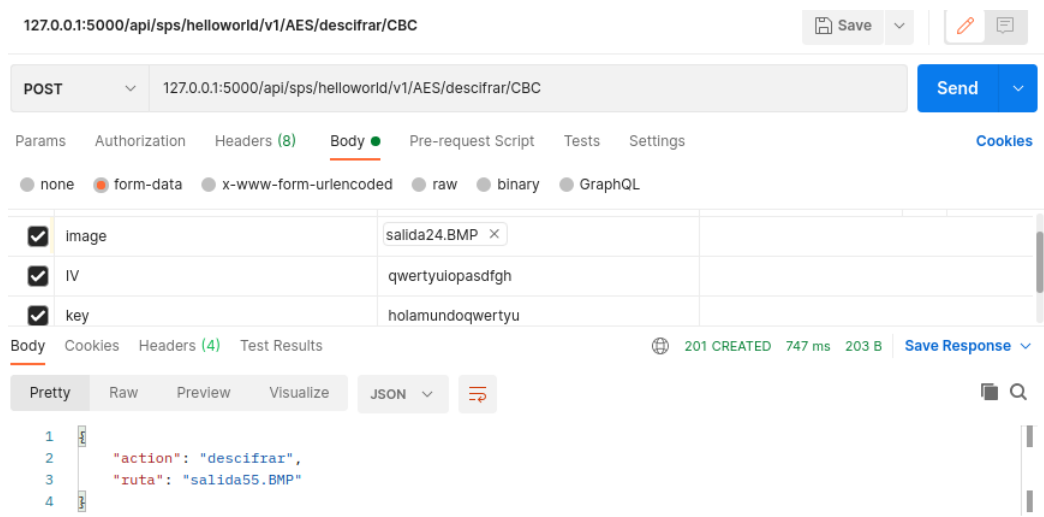 127.0.0.1:5000/api/sps/helloworld/v1/AES/descifrar/CBC Save
POST 127.0.0.1:5000/api/sps/helloworld/v1/AES/descifrar/CBC Send
Params Authorization Headers (8) Body Pre-request Script Tests Settings Cookies
none form-data x-www-form-urlencoded raw binary GraphQL
image salida24.BMP
IV qwertyuiopasdfgh
key holamundoqwertyu
Body Cookies Headers (4) Test Results 201 CREATED 747 ms 203 B Save Response
Pretty Raw Preview Visualize JSON
1 {
2 "action": "descifrar",
3 "ruta": "salida55.BMP"
4 }